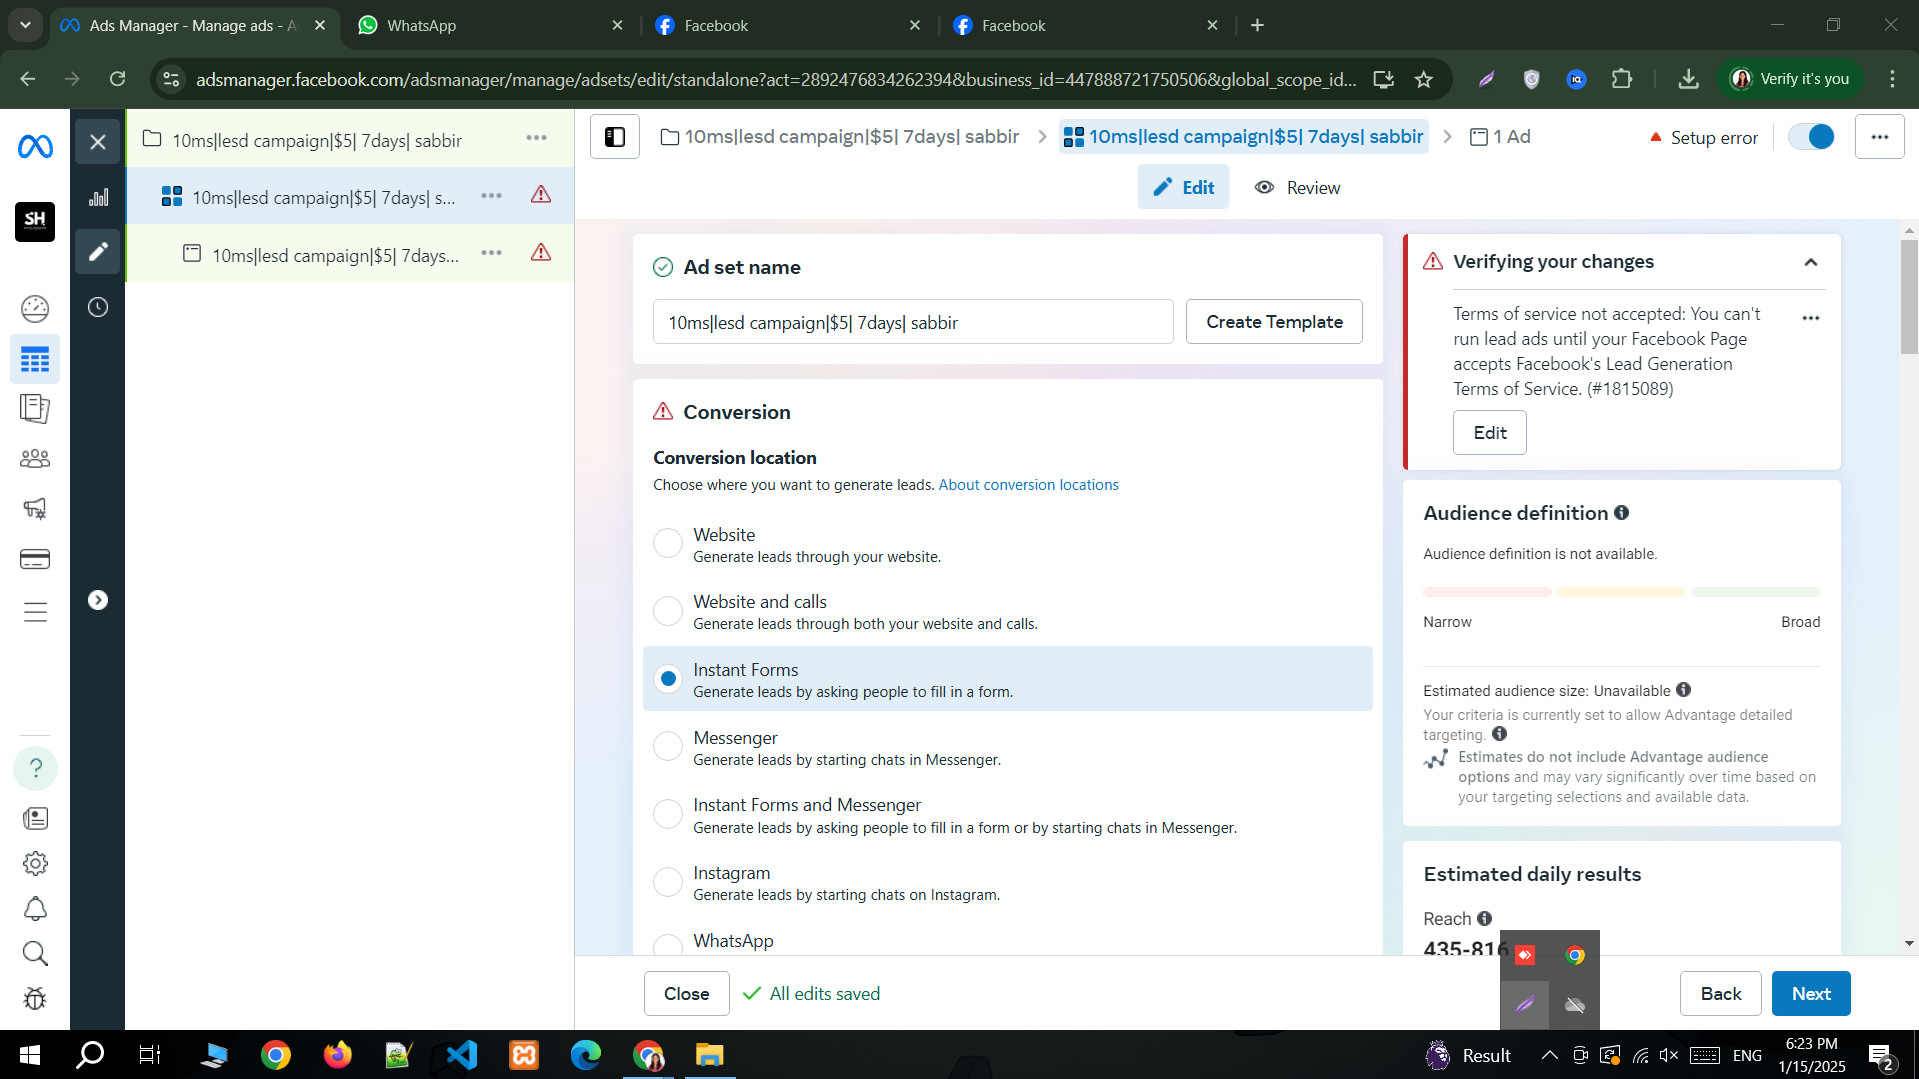 Ads Manager - Manage ads - A
WhatsApp
Facebook
Facebook
adsmanager.facebook.com/adsmanager/manage/adsets/edit/standalone?act=2892476834262394&business_id=447888721750506&global_scope_id...
Verify it's you
10ms|lesd campaign|$5| 7days| sabbir
10ms|lesd campaign|$5| 7days| s...
10ms|lesd campaign|$5| 7days...
10ms|lesd campaign|$5| 7days| sabbir
10ms|lesd campaign|$5| 7days| sabbir
1 Ad
Setup error
Edit
Review
SH
Ad set name
10ms|lesd campaign|$5| 7days| sabbir
Create Template
Conversion
Conversion location
Choose where you want to generate leads. About conversion locations
Website
Generate leads through your website.
Website and calls
Generate leads through both your website and calls.
Instant Forms
Generate leads by asking people to fill in a form.
Messenger
Generate leads by starting chats in Messenger.
Instant Forms and Messenger
Generate leads by asking people to fill in a form or by starting chats in Messenger.
Instagram
Generate leads by starting chats on Instagram.
WhatsApp
Verifying your changes
Terms of service not accepted: You can't
run lead ads until your Facebook Page
accepts Facebook's Lead Generation
Terms of Service. (#1815089)
Edit
Audience definition
Audience definition is not available.
Narrow
Broad
Estimated audience size: Unavailable
Your criteria is currently set to allow Advantage detailed
targeting.
Estimates do not include Advantage audience
options and may vary significantly over time based on
your targeting selections and available data.
Estimated daily results
Reach
435-816
Close
All edits saved
Back
Next
Result
ENG
6:23 PM
1/15/2025
2